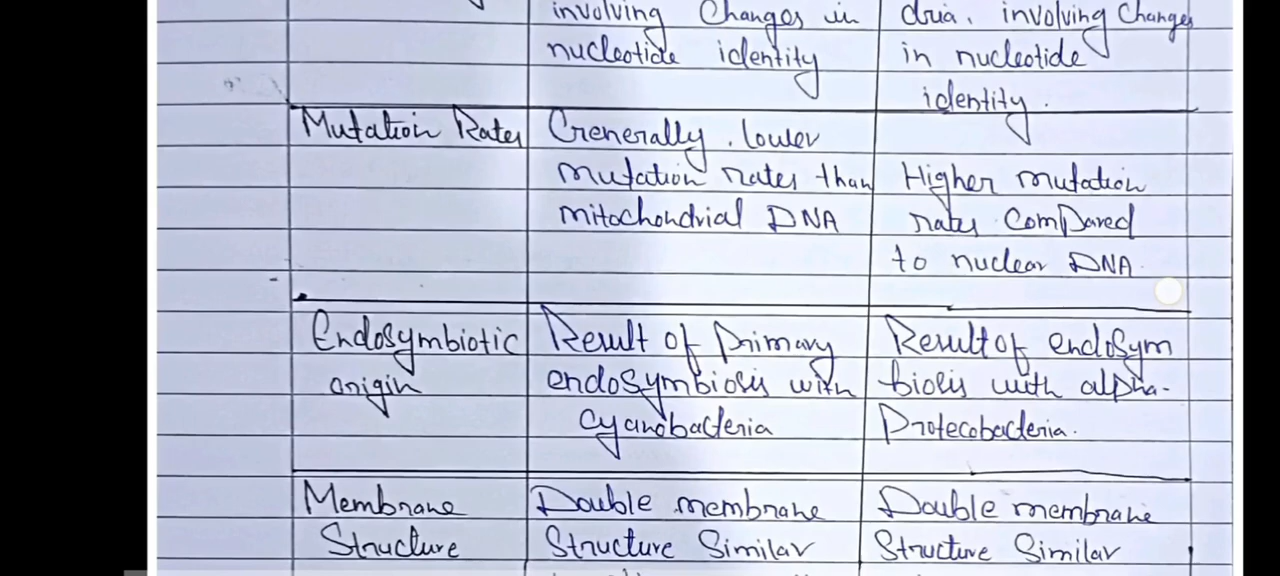 involving Changes in
nucleotide identity
dria. involving Changes
in nucleotide
identity.
Mutation Rates
Generally. lower
mutation rates than
mitochondrial DNA
Higher mutation
rates compared
to nuclear DNA.
Endosymbiotic
origin
Result of Primary
endosymbiosis with
Cyanobacteria
Result of endosym
biosis with alpha-
Protecobacteria.
Membrane
Structure
Double membrane
Structure Similar
Double membrane
Structure Similar